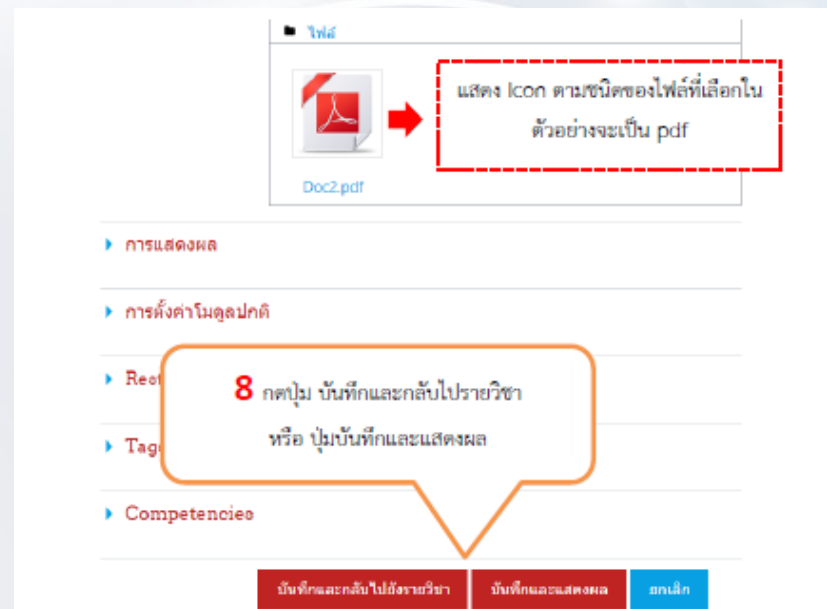 ไฟล์
แสดง Icon ตามชนิดของไฟล์ที่เลือกใน
ตัวอย่างจะเป็น pdf
Doc2.pdf
การแสดงผล
การตั้งค่าโมดูลปกติ
8 กดปุ่ม บันทึกและกลับไปรายวิชา
หรือ ปุ่มบันทึกและแสดงผล
Competencies
บันทึกและกลับไปยังรายวิชา
บันทึกและแสดงผล
ยกเลิก